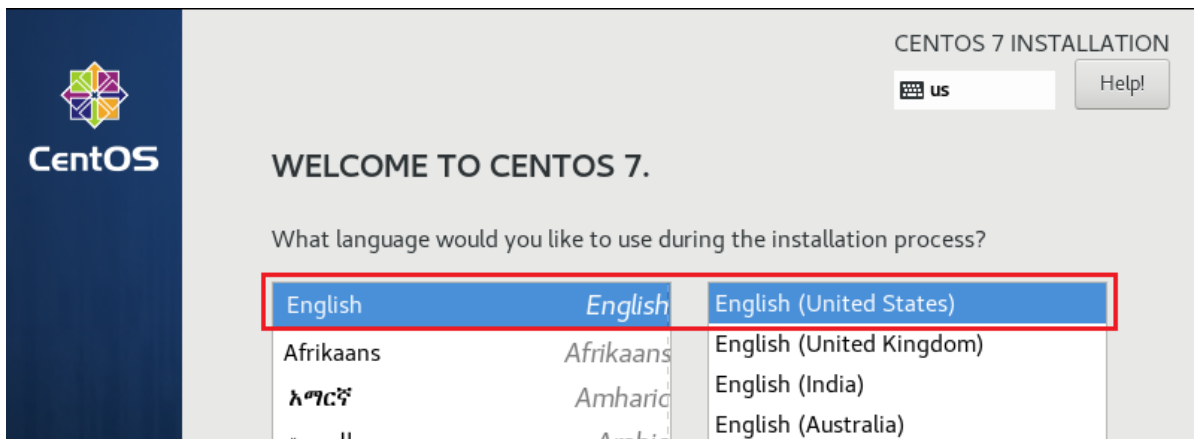 CENTOS 7 INSTALLATION
us
Help!
CentOS
WELCOME TO CENTOS 7.
What language would you like to use during the installation process?
English English English (United States)
Afrikaans Afrikaans English (United Kingdom)
አማርኛ Amharic English (India)
English (Australia)